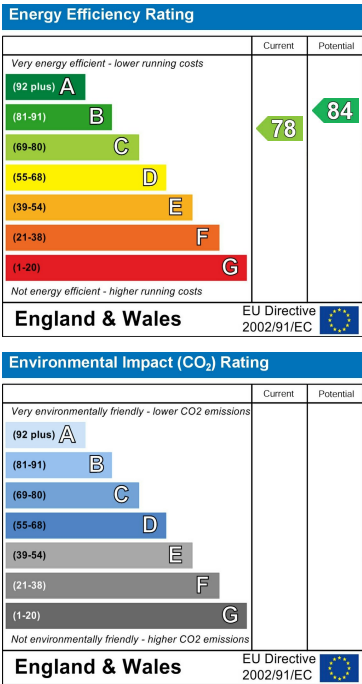 Energy Efficiency Rating
Current Potential
Very energy efficient - lower running costs
(92 plus) A
(81-91) B
(69-80) C
(55-68) D
(39-54) E
(21-38) F
(1-20) G
78
84
Not energy efficient - higher running costs
England & Wales
EU Directive
2002/91/EC
Environmental Impact (CO₂) Rating
Current Potential
Very environmentally friendly - lower CO2 emissions
(92 plus) A
(81-91) B
(69-80) C
(55-68) D
(39-54) E
(21-38) F
(1-20) G
Not environmentally friendly - higher CO2 emissions
England & Wales
EU Directive
2002/91/EC